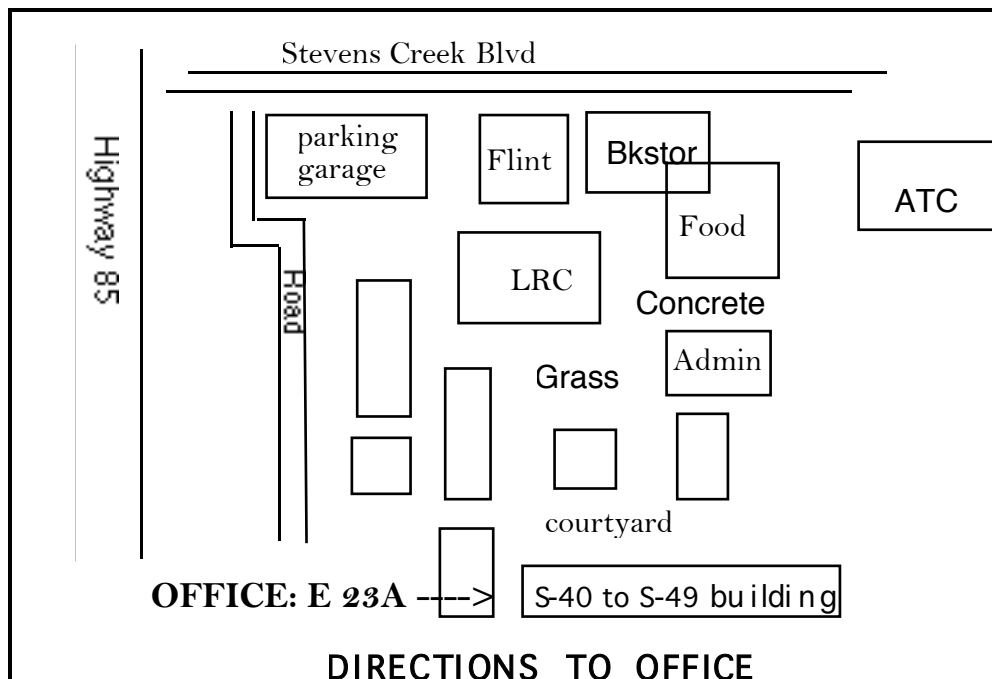 Stevens Creek Blvd
Highway 85
parking
garage
Flint
Bkstor
ATC
Food
LRC
Road
Concrete
Admin
Grass
courtyard
OFFICE: E 23A ---->
S-40 to S-49 building
DIRECTIONS TO OFFICE